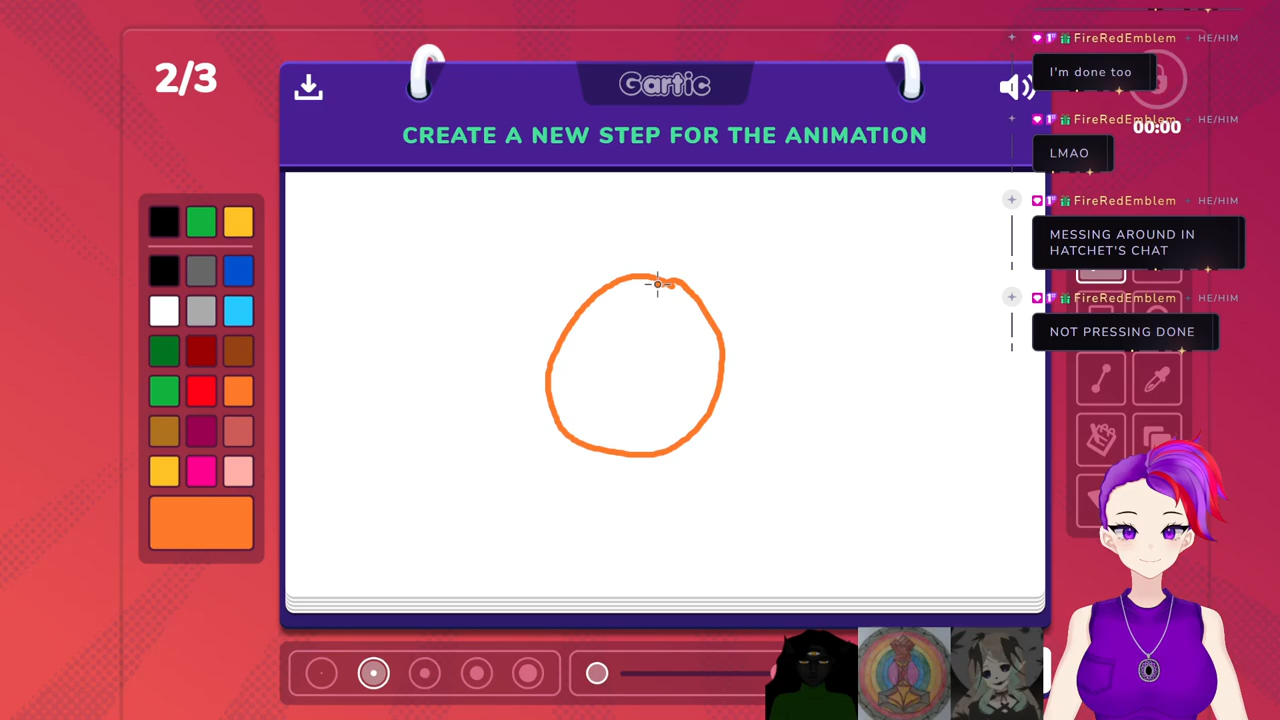 2/3
Gartic
CREATE A NEW STEP FOR THE ANIMATION
00:00
FireRedEmblem + HE/HIM
I'm done too
FireRedEmblem + HE/HIM
LMAO
FireRedEmblem + HE/HIM
MESSING AROUND IN
HATCHET'S CHAT
FireRedEmblem + HE/HIM
NOT PRESSING DONE